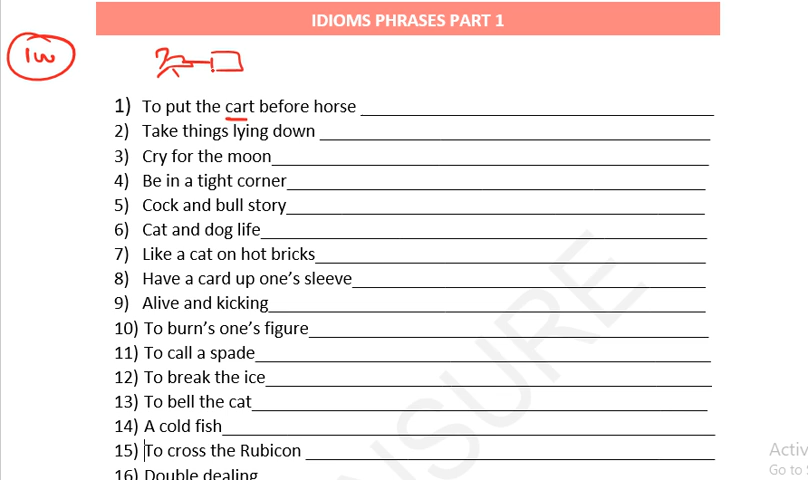 IDIOMS PHRASES PART 1
1W
1) To put the cart before horse
2) Take things lying down
3) Cry for the moon
4) Be in a tight corner
5) Cock and bull story
6) Cat and dog life
7) Like a cat on hot bricks
8) Have a card up one’s sleeve
9) Alive and kicking
10) To burn’s one’s figure
11) To call a spade
12) To break the ice
13) To bell the cat
14) A cold fish
15) To cross the Rubicon
16) Double dealing
Activ
Go to S
NSURE